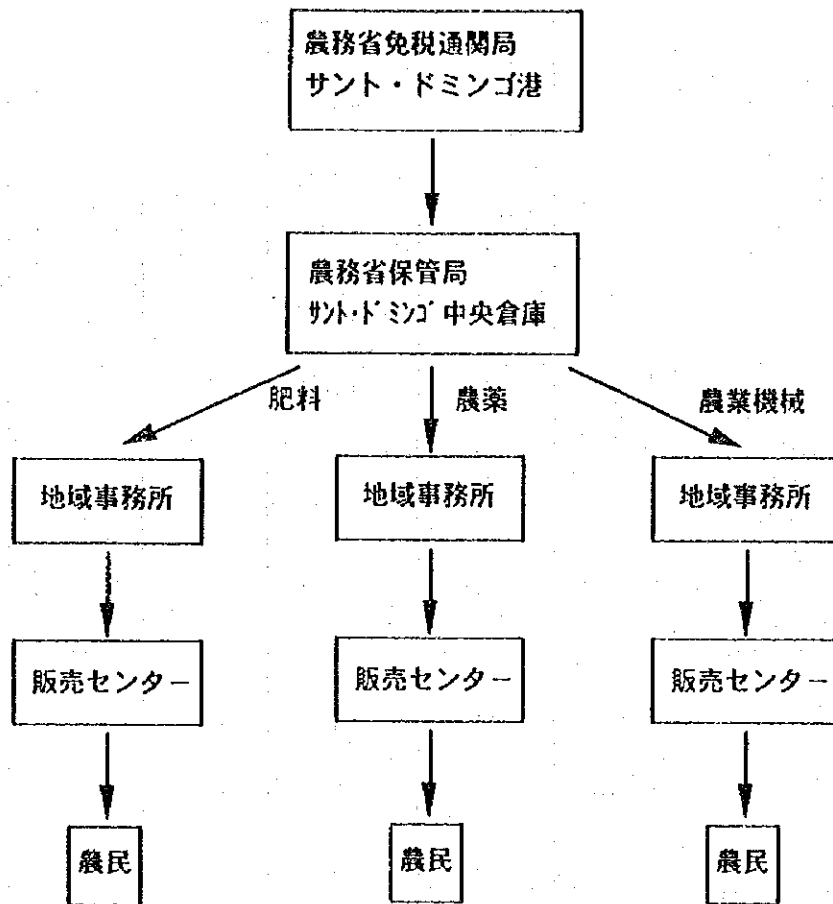 農務省免税通関局
サント・ドミンゴ港
農務省保管局
サント・ドミンゴ中央倉庫
肥料
農薬
農業機械
地域事務所
地域事務所
地域事務所
販売センター
販売センター
販売センター
農民
農民
農民